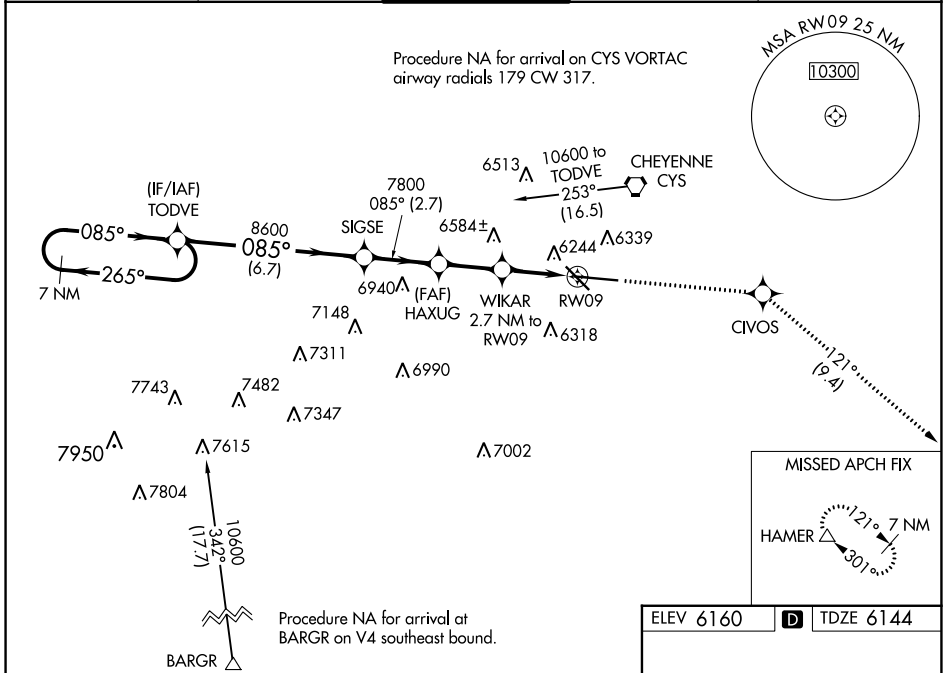 Procedure NA for arrival on CYS VORTAC
airway radials 179 CW 317.
MSA RW09 25 NM
10300
6513
10600 to
TODVE
253°
(16.5)
CHEYENNE
CYS
(IF/IAF)
TODVE
085°
265°
7 NM
8600
085°
(6.7)
SIGSE
7800
085° (2.7)
6584±
6244
6339
6940
(FAF)
HAXUG
WIKAR
2.7 NM to
RW09
RW09
6318
CIVOS
121°
(9.4)
7148
7311
6990
7743
7482
7347
7950
7615
7002
7804
10600
342°
(17.7)
BARGR
Procedure NA for arrival at
BARGR on V4 southeast bound.
MISSED APCH FIX
HAMER
121°
7 NM
301°
ELEV 6160
D
TDZE 6144